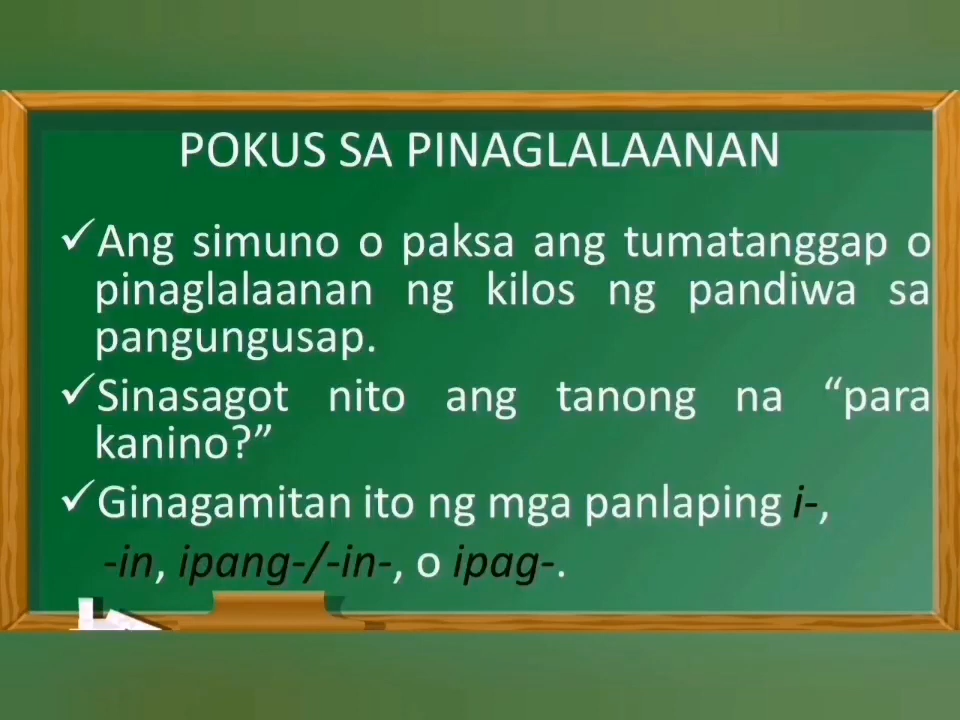 POKUS SA PINAGLALAANAN
✓Ang simuno o paksa ang tumatanggap o
pinaglalaanan ng kilos ng pandiwa sa
pangungusap.
✓Sinasagot nito ang tanong na “para
kanino?”
✓Ginagamitan ito ng mga panlaping i-,
-in, ipang-/-in-, o ipag-.